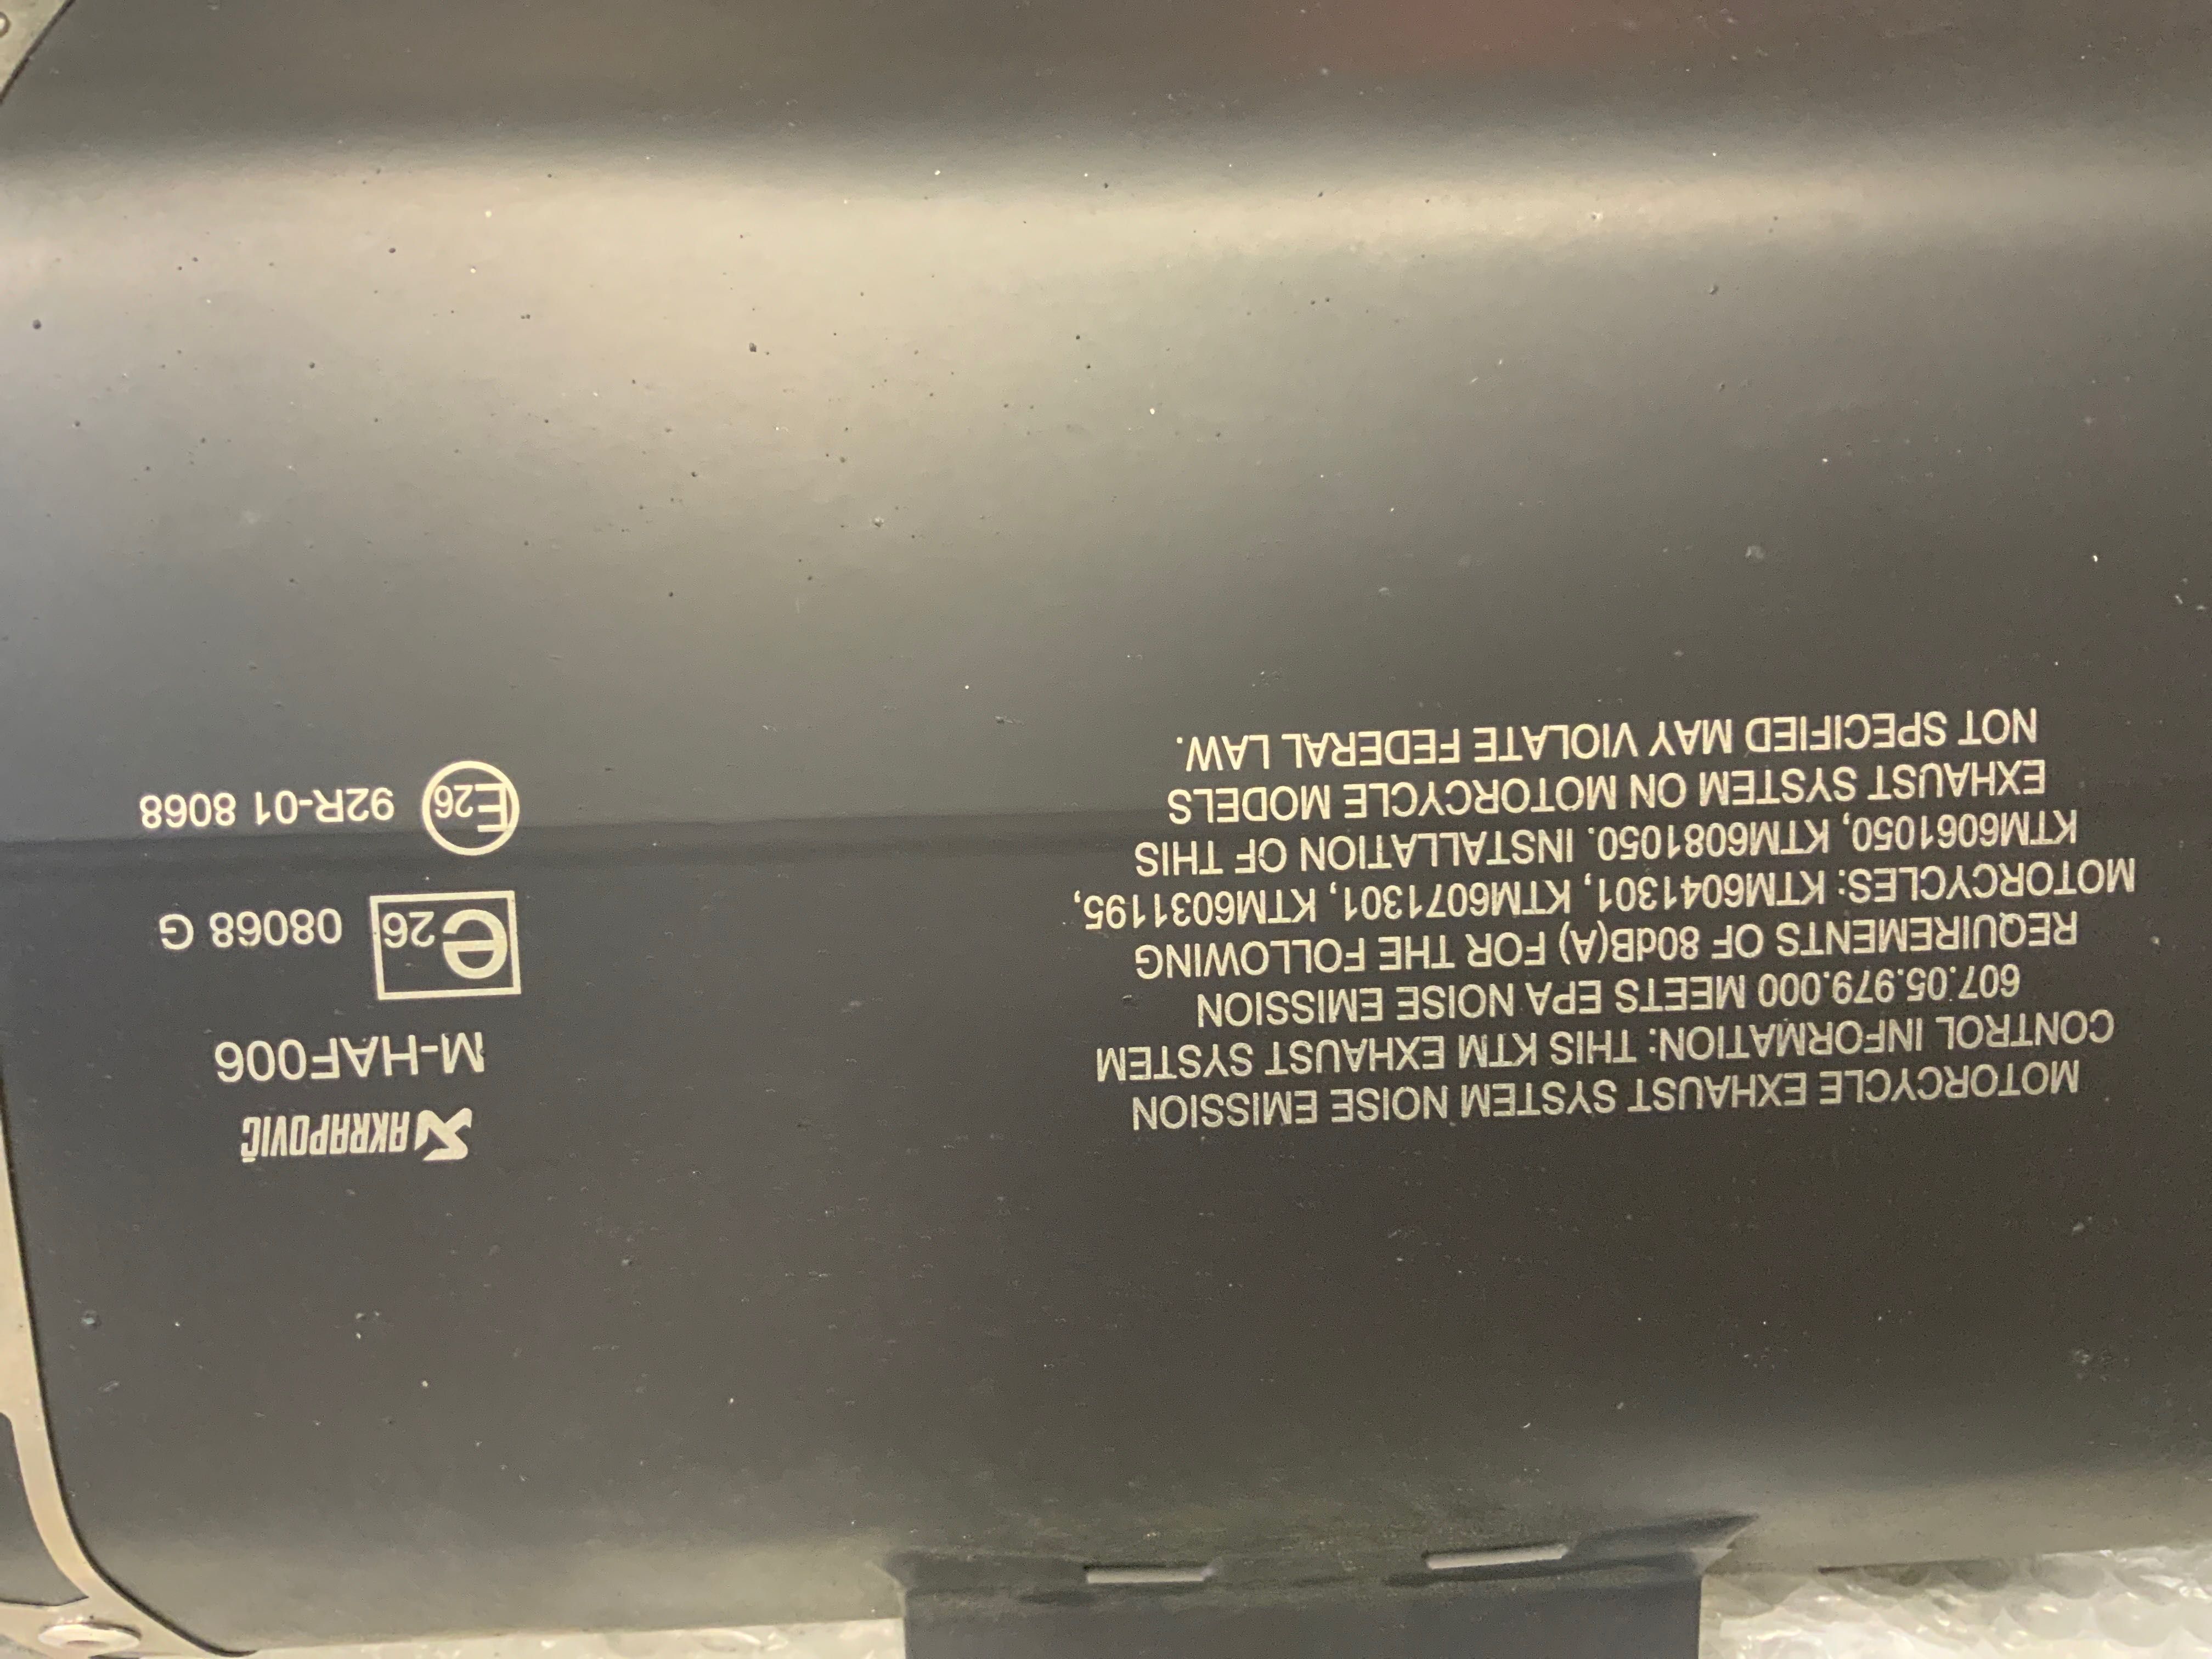 MOTORCYCLE EXHAUST SYSTEM NOISE EMISSION
CONTROL INFORMATION: THIS KTM EXHAUST SYSTEM
607.05.979.000 MEETS EPA NOISE EMISSION
REQUIREMENTS OF 80dB(A) FOR THE FOLLOWING
MOTORCYCLES: KTM6041301, KTM6071301, KTM6031195,
KTM6061050, KTM6081050. INSTALLATION OF THIS
EXHAUST SYSTEM ON MOTORCYCLE MODELS
NOT SPECIFIED MAY VIOLATE FEDERAL LAW.
AKRAPOVIČ
M-HAF006
e26 08068 G
E26 92R-01 8068